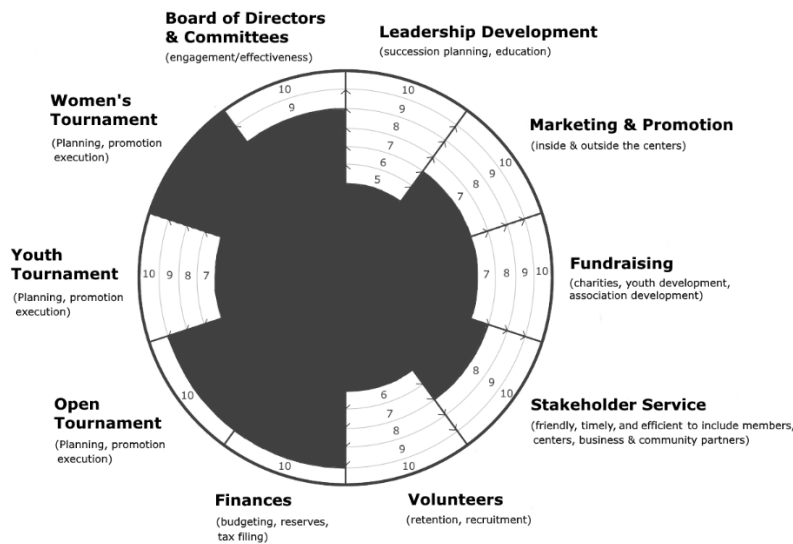 Board of Directors
& Committees
(engagement/effectiveness)
Leadership Development
(succession planning, education)
Women's
Tournament
(Planning, promotion
execution)
Marketing & Promotion
(inside & outside the centers)
Youth
Tournament
(Planning, promotion
execution)
Fundraising
(charities, youth development,
association development)
Open
Tournament
(Planning, promotion
execution)
Stakeholder Service
(friendly, timely, and efficient to include members,
centers, business & community partners)
Finances
(budgeting, reserves,
tax filing)
Volunteers
(retention, recruitment)
10
9
10
9
8
7
6
5
10
9
8
7
7 8 9 10
8
9
10
6
7
8
9
10
10
10
10 9 8 7